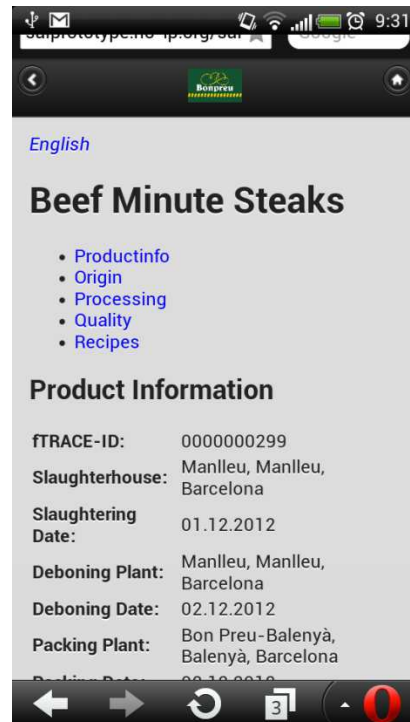 9:31
Bonpreu
English
Beef Minute Steaks
• Productinfo
• Origin
• Processing
• Quality
• Recipes
Product Information
fTRACE-ID: 0000000299
Slaughterhouse: Manlleu, Manlleu,
Barcelona
Slaughtering
Date: 01.12.2012
Deboning Plant: Manlleu, Manlleu,
Barcelona
Deboning Date: 02.12.2012
Packing Plant: Bon Preu-Balenyà,
Balenyà, Barcelona
3